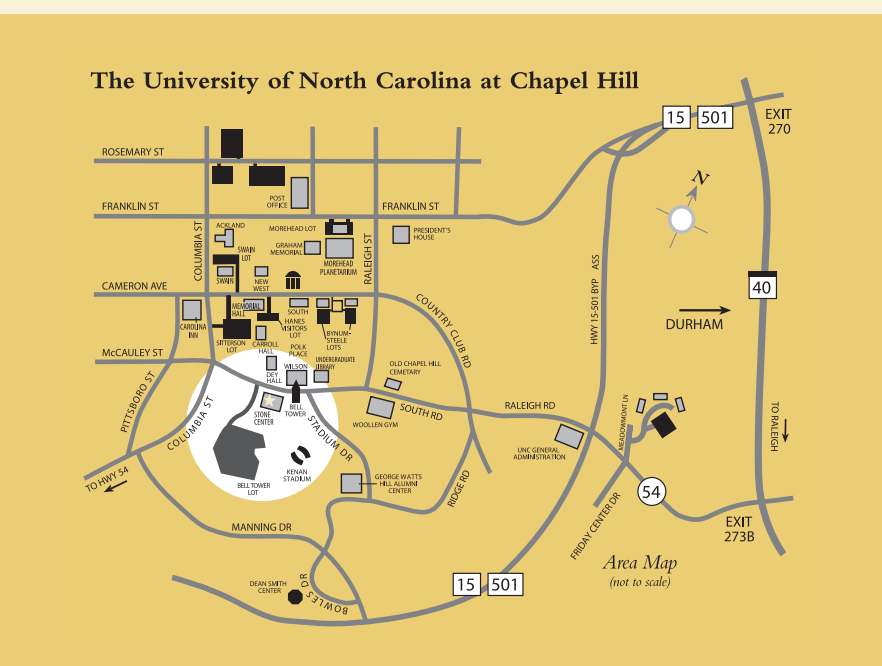 The University of North Carolina at Chapel Hill
15 501
EXIT
270
ROSEMARY ST
N
POST
OFFICE
FRANKLIN ST
FRANKLIN ST
ACKLAND
MOREHEAD LOT
PRESIDENT'S
HOUSE
COLUMBIA ST
SWAIN
LOT
GRAHAM
MEMORIAL
MOREHEAD
PLANETARIUM
RALEIGH ST
HWY 15-501 BYP ASS
SWAIN
NEW
WEST
CAMERON AVE
40
COUNTRY CLUB RD
DURHAM
CAROLINA
INN
MEMORIAL
HALL
SOUTH
HANES
VISITORS
LOT
BYNUM-
STEELE
LOTS
SITTERSON
LOT
CARROLL
HALL
POLK
PLACE
McCAULEY ST
DEY
HALL
WILSON
UNDERGRADUATE
LIBRARY
OLD CHAPEL HILL
CEMETARY
PITTSBORO ST
COLUMBIA ST
STONE
CENTER
BELL
TOWER
STADIUM DR
SOUTH RD
WOOLLEN GYM
RALEIGH RD
MEADOWMONT LN
TO RALEIGH
UNC GENERAL
ADMINISTRATION
TO HWY 54
BELL TOWER
LOT
KENAN
STADIUM
GEORGE WATTS
HILL ALUMNI
CENTER
RIDGE RD
54
FRIDAY CENTER DR
EXIT
273B
MANNING DR
Area Map
(not to scale)
DEAN SMITH
CENTER
BOWLES DR
15 501